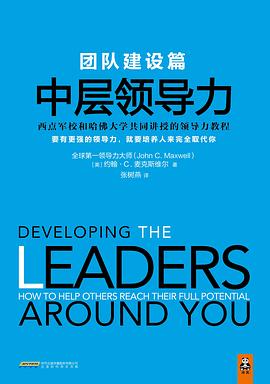 团队建设篇
中层领导力
西点军校和哈佛大学共同讲授的领导力教程
要有更强的领导力，就要培养人来完全取代你
全球第一领导力大师（John C. Maxwell）
［美］约翰·C. 麦克斯维尔 著
张树燕 译
DEVELOPING THE
LEADERS
HOW TO HELP OTHERS REACH THEIR FULL POTENTIAL
AROUND YOU